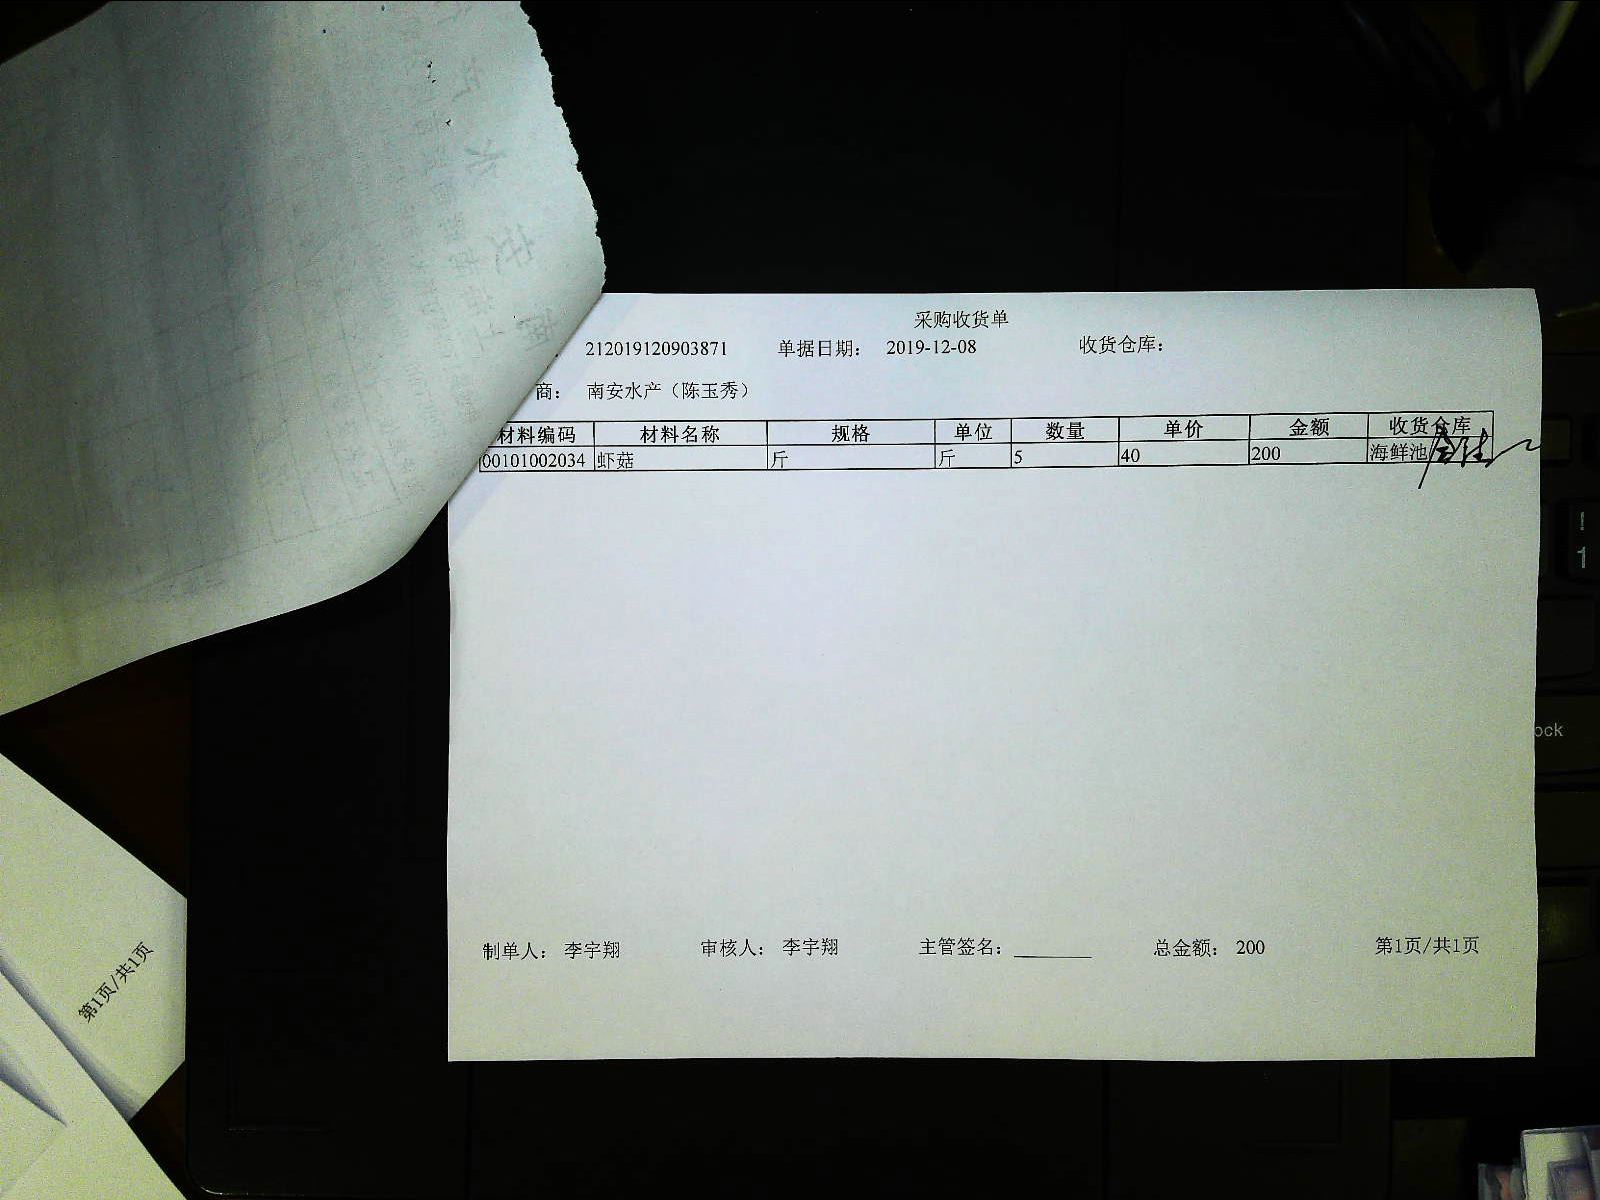 采购收货单
212019120903871 单据日期: 2019-12-08 收货仓库:
商: 南安水产(陈玉秀)
材料编码 材料名称 规格 单位 数量 单价 金额 收货仓库
00101002034 虾菇 斤 斤 5 40 200 海鲜池
制单人: 李宇翔 审核人: 李宇翔 主管签名: 总金额: 200 第1页/共1页
第1页/共1页
ock
!
1